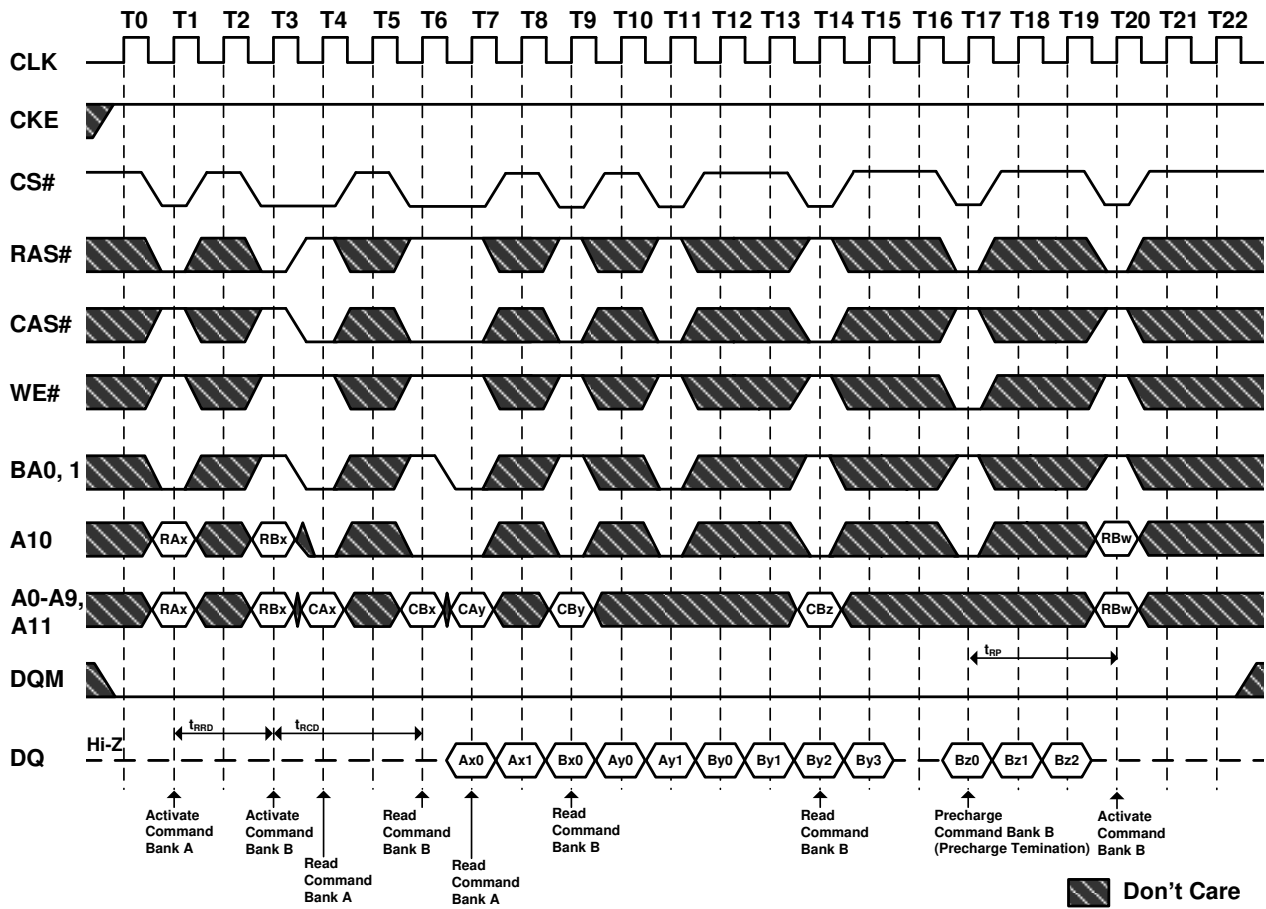 T0 T1 T2 T3 T4 T5 T6 T7 T8 T9 T10 T11 T12 T13 T14 T15 T16 T17 T18 T19 T20 T21 T22
CLK
CKE
CS#
RAS#
CAS#
WE#
BA0, 1
A10
RAx RBx RBw
A0-A9,
A11
RAx RBx CAx CBx CAy CBy CBz RBw
tRP
DQM
tRRD tRCD
Hi-Z
DQ
Ax0 Ax1 Bx0 Ay0 Ay1 By0 By1 By2 By3 Bz0 Bz1 Bz2
Activate
Command
Bank A
Activate
Command
Bank B
Read
Command
Bank A
Read
Command
Bank B
Read
Command
Bank A
Read
Command
Bank B
Read
Command
Bank B
Precharge
Command Bank B
(Precharge Temination)
Activate
Command
Bank B
Don't Care